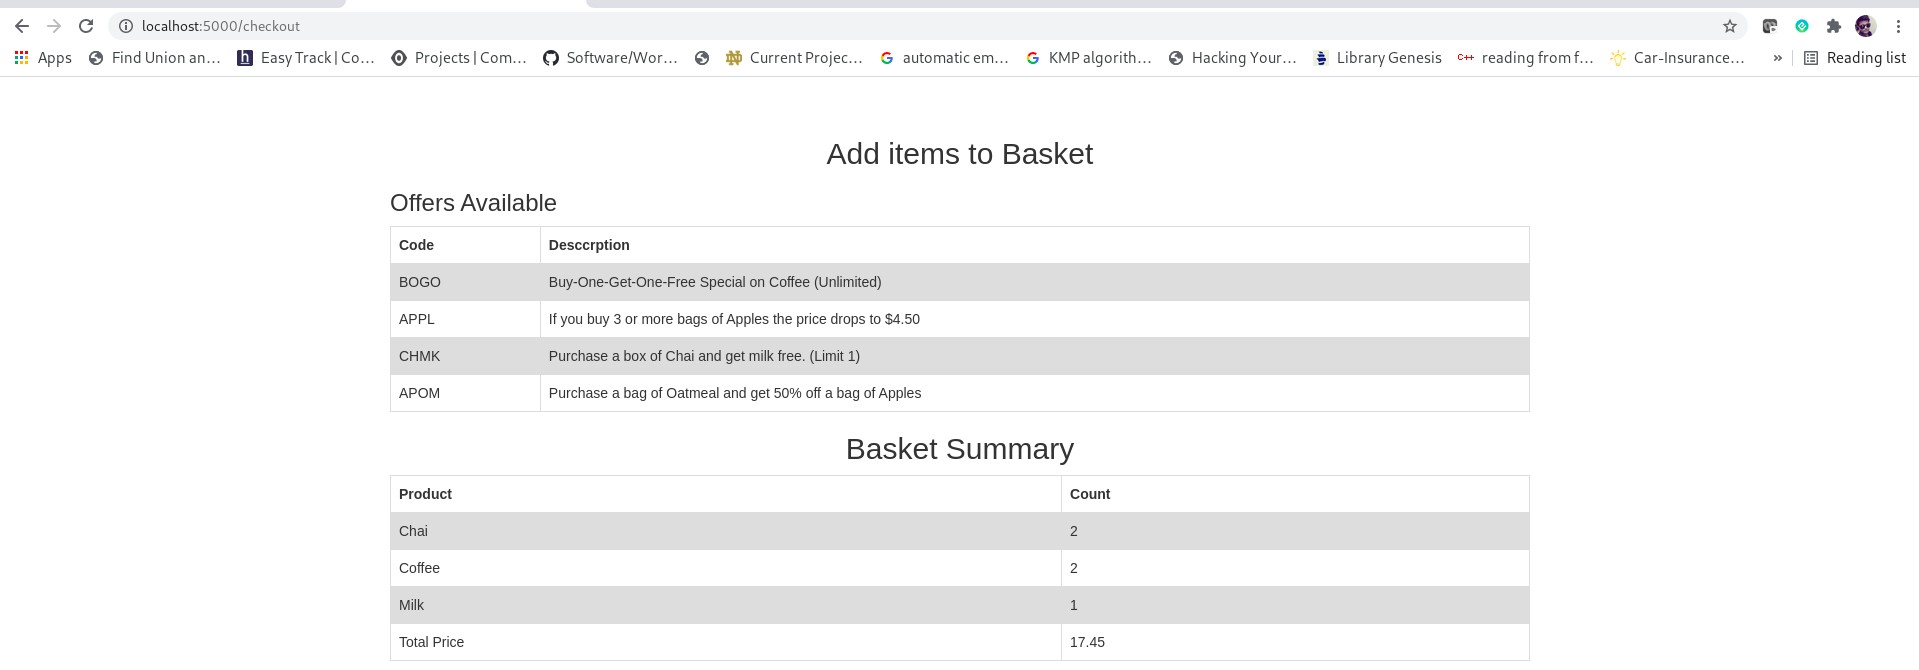 localhost:5000/checkout
Apps Find Union an... Easy Track | Co... Projects | Com... Software/Wor... Current Projec... automatic em... KMP algorith... Hacking Your... Library Genesis C++ reading from f... Car-Insurance... » Reading list
Add items to Basket
Offers Available
Code Desccrption
BOGO Buy-One-Get-One-Free Special on Coffee (Unlimited)
APPL If you buy 3 or more bags of Apples the price drops to $4.50
CHMK Purchase a box of Chai and get milk free. (Limit 1)
APOM Purchase a bag of Oatmeal and get 50% off a bag of Apples
Basket Summary
Product Count
Chai 2
Coffee 2
Milk 1
Total Price 17.45